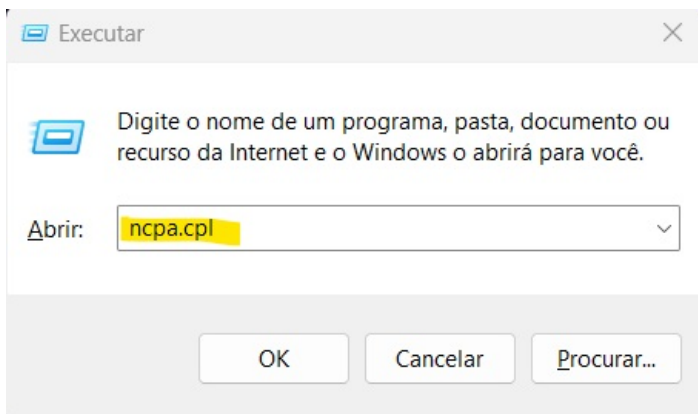 Executar
Digite o nome de um programa, pasta, documento ou
recurso da Internet e o Windows o abrirá para você.
Abrir: ncpa.cpl
OK Cancelar Procurar...